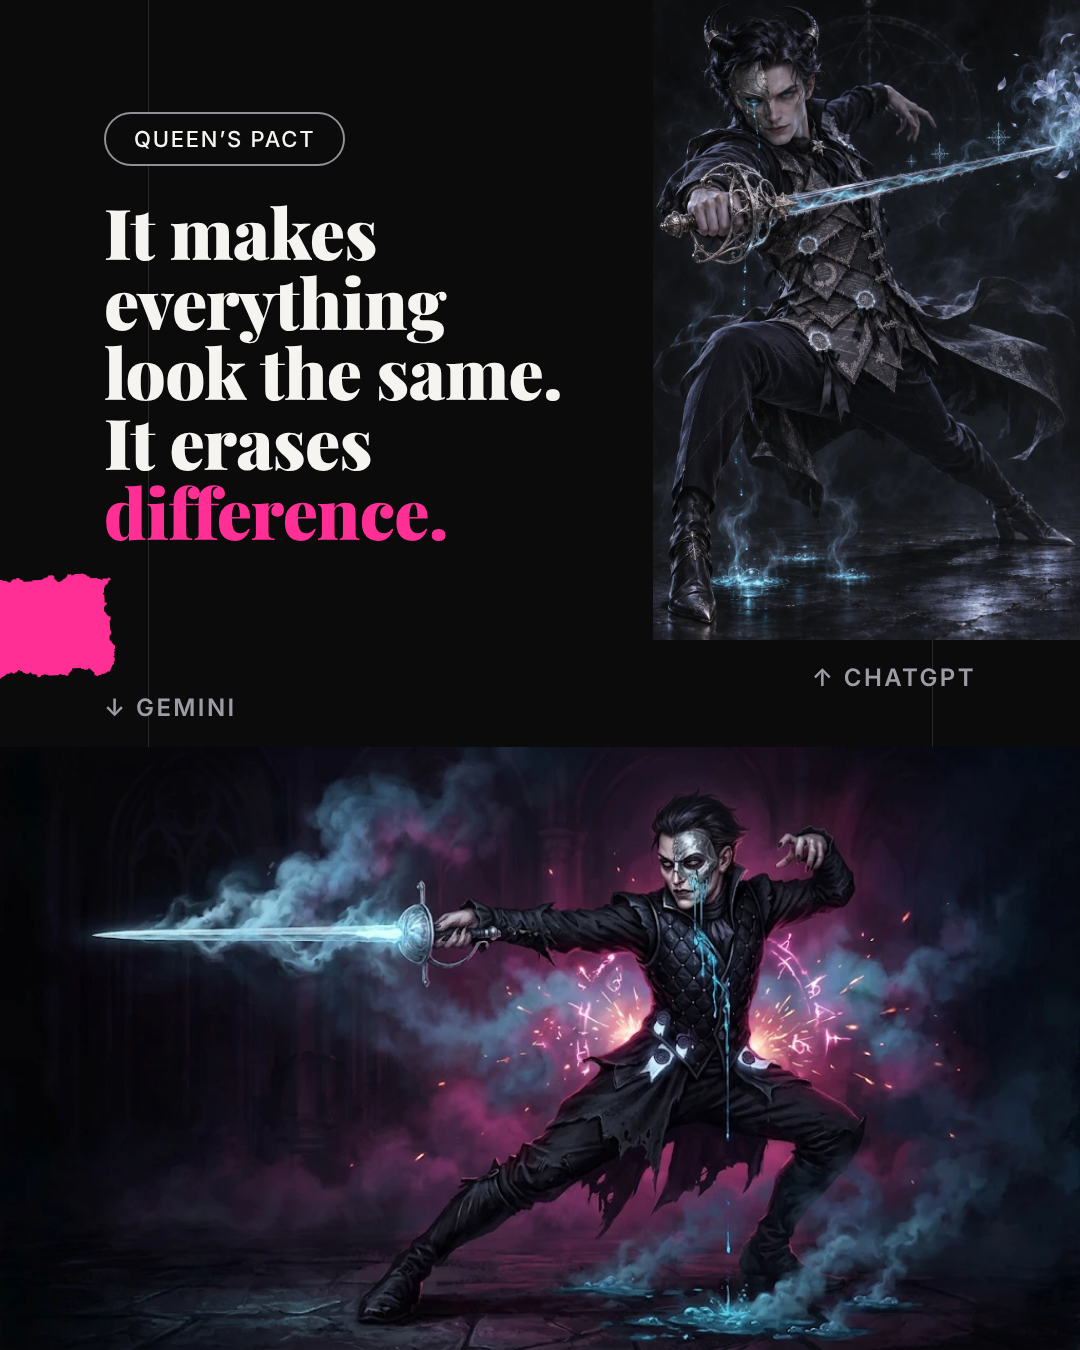 QUEEN’S PACT
It makes
everything
look the same.
It erases
difference.
↑ CHATGPT
↓ GEMINI